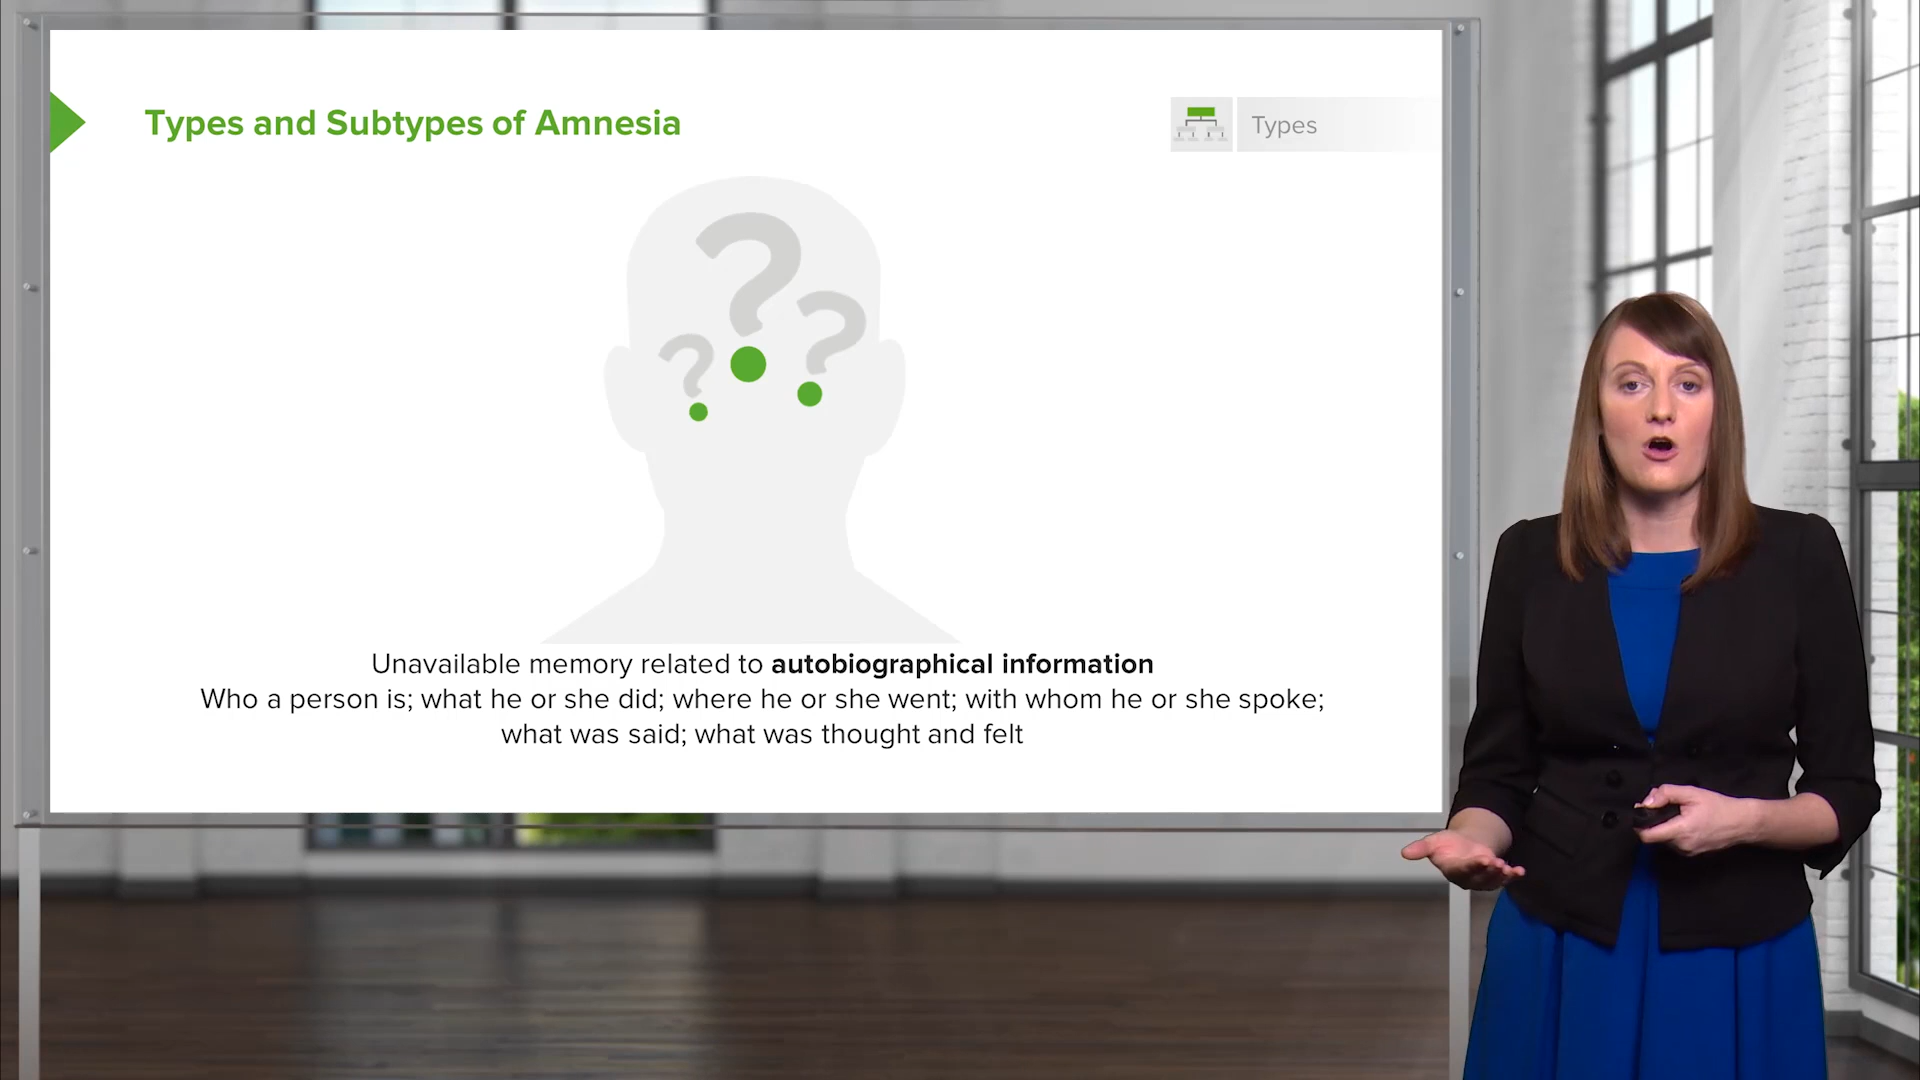 Types and Subtypes of Amnesia
Types
Unavailable memory related to autobiographical information
Who a person is; what he or she did; where he or she went; with whom he or she spoke;
what was said; what was thought and felt